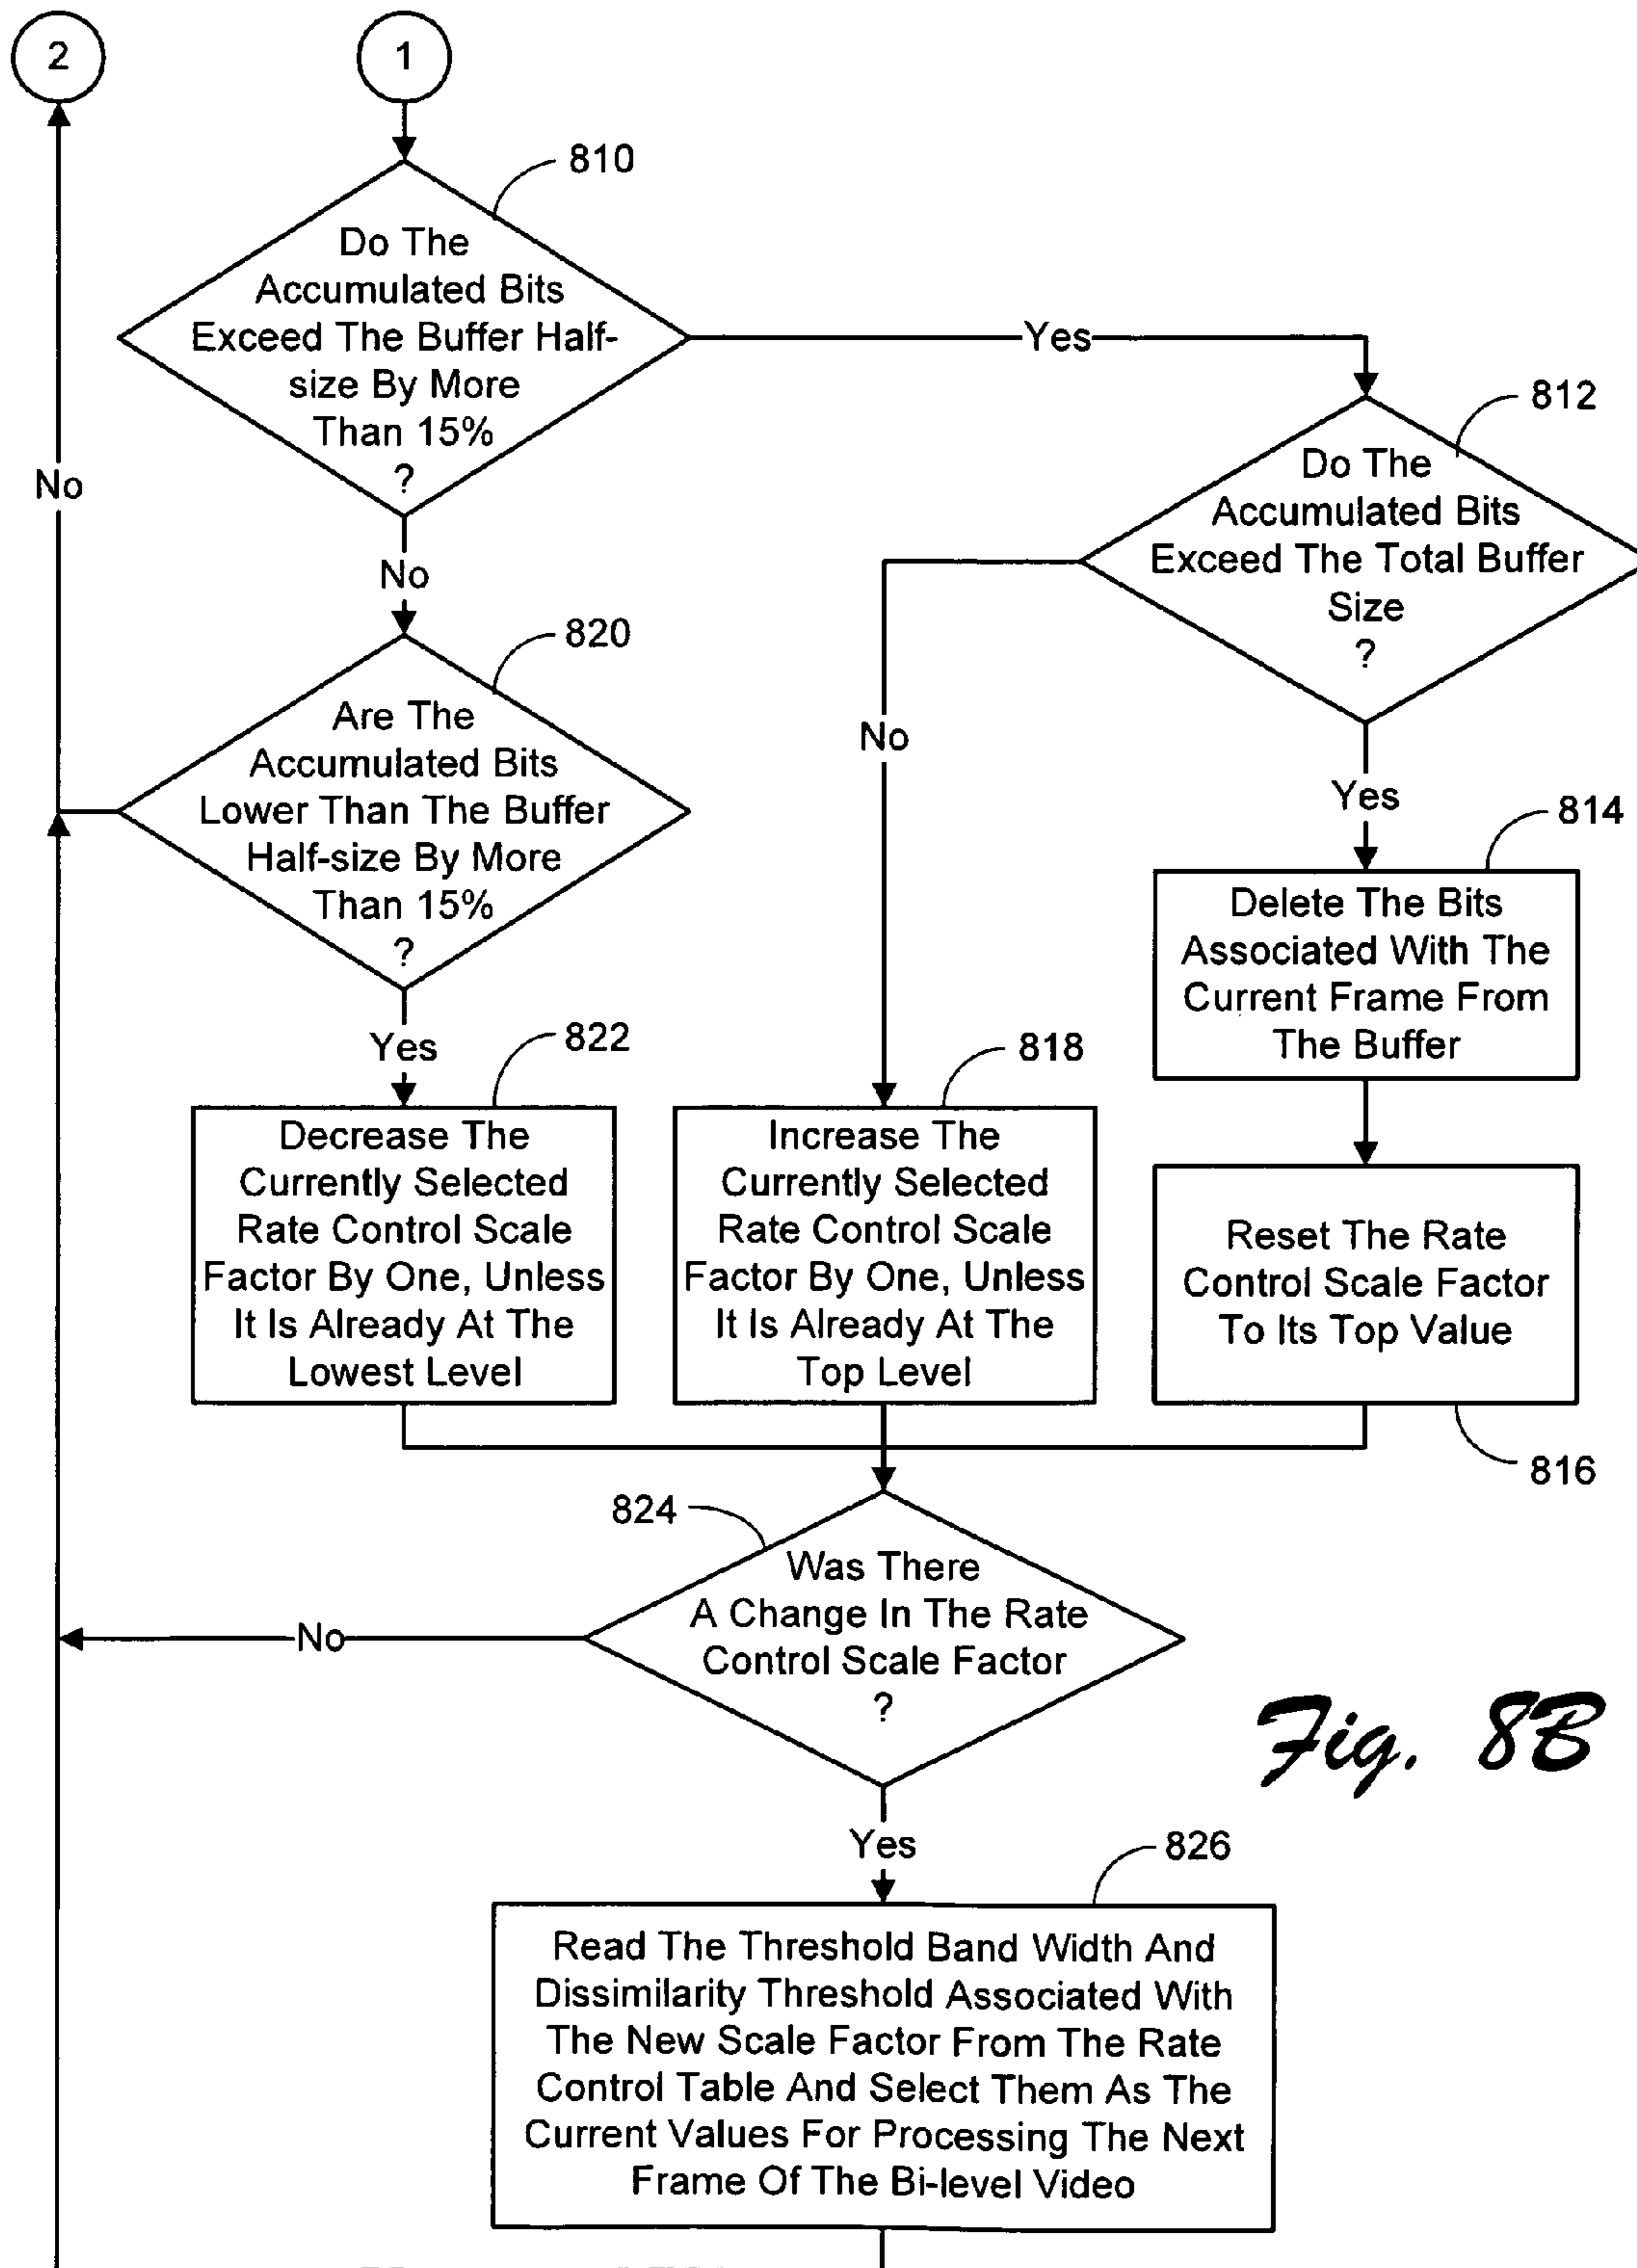 2
1
810
Do The
Accumulated Bits
Exceed The Buffer Half-
size By More
Than 15%
?
Yes
812
Do The
Accumulated Bits
Exceed The Total Buffer
Size
?
No
No
820
Are The
Accumulated Bits
Lower Than The Buffer
Half-size By More
Than 15%
?
No
Yes
814
Delete The Bits
Associated With The
Current Frame From
The Buffer
Yes
822
Decrease The
Currently Selected
Rate Control Scale
Factor By One, Unless
It Is Already At The
Lowest Level
818
Increase The
Currently Selected
Rate Control Scale
Factor By One, Unless
It Is Already At The
Top Level
Reset The Rate
Control Scale Factor
To Its Top Value
816
824
Was There
A Change In The Rate
Control Scale Factor
?
No
Fig. 8B
Yes
826
Read The Threshold Band Width And
Dissimilarity Threshold Associated With
The New Scale Factor From The Rate
Control Table And Select Them As The
Current Values For Processing The Next
Frame Of The Bi-level Video